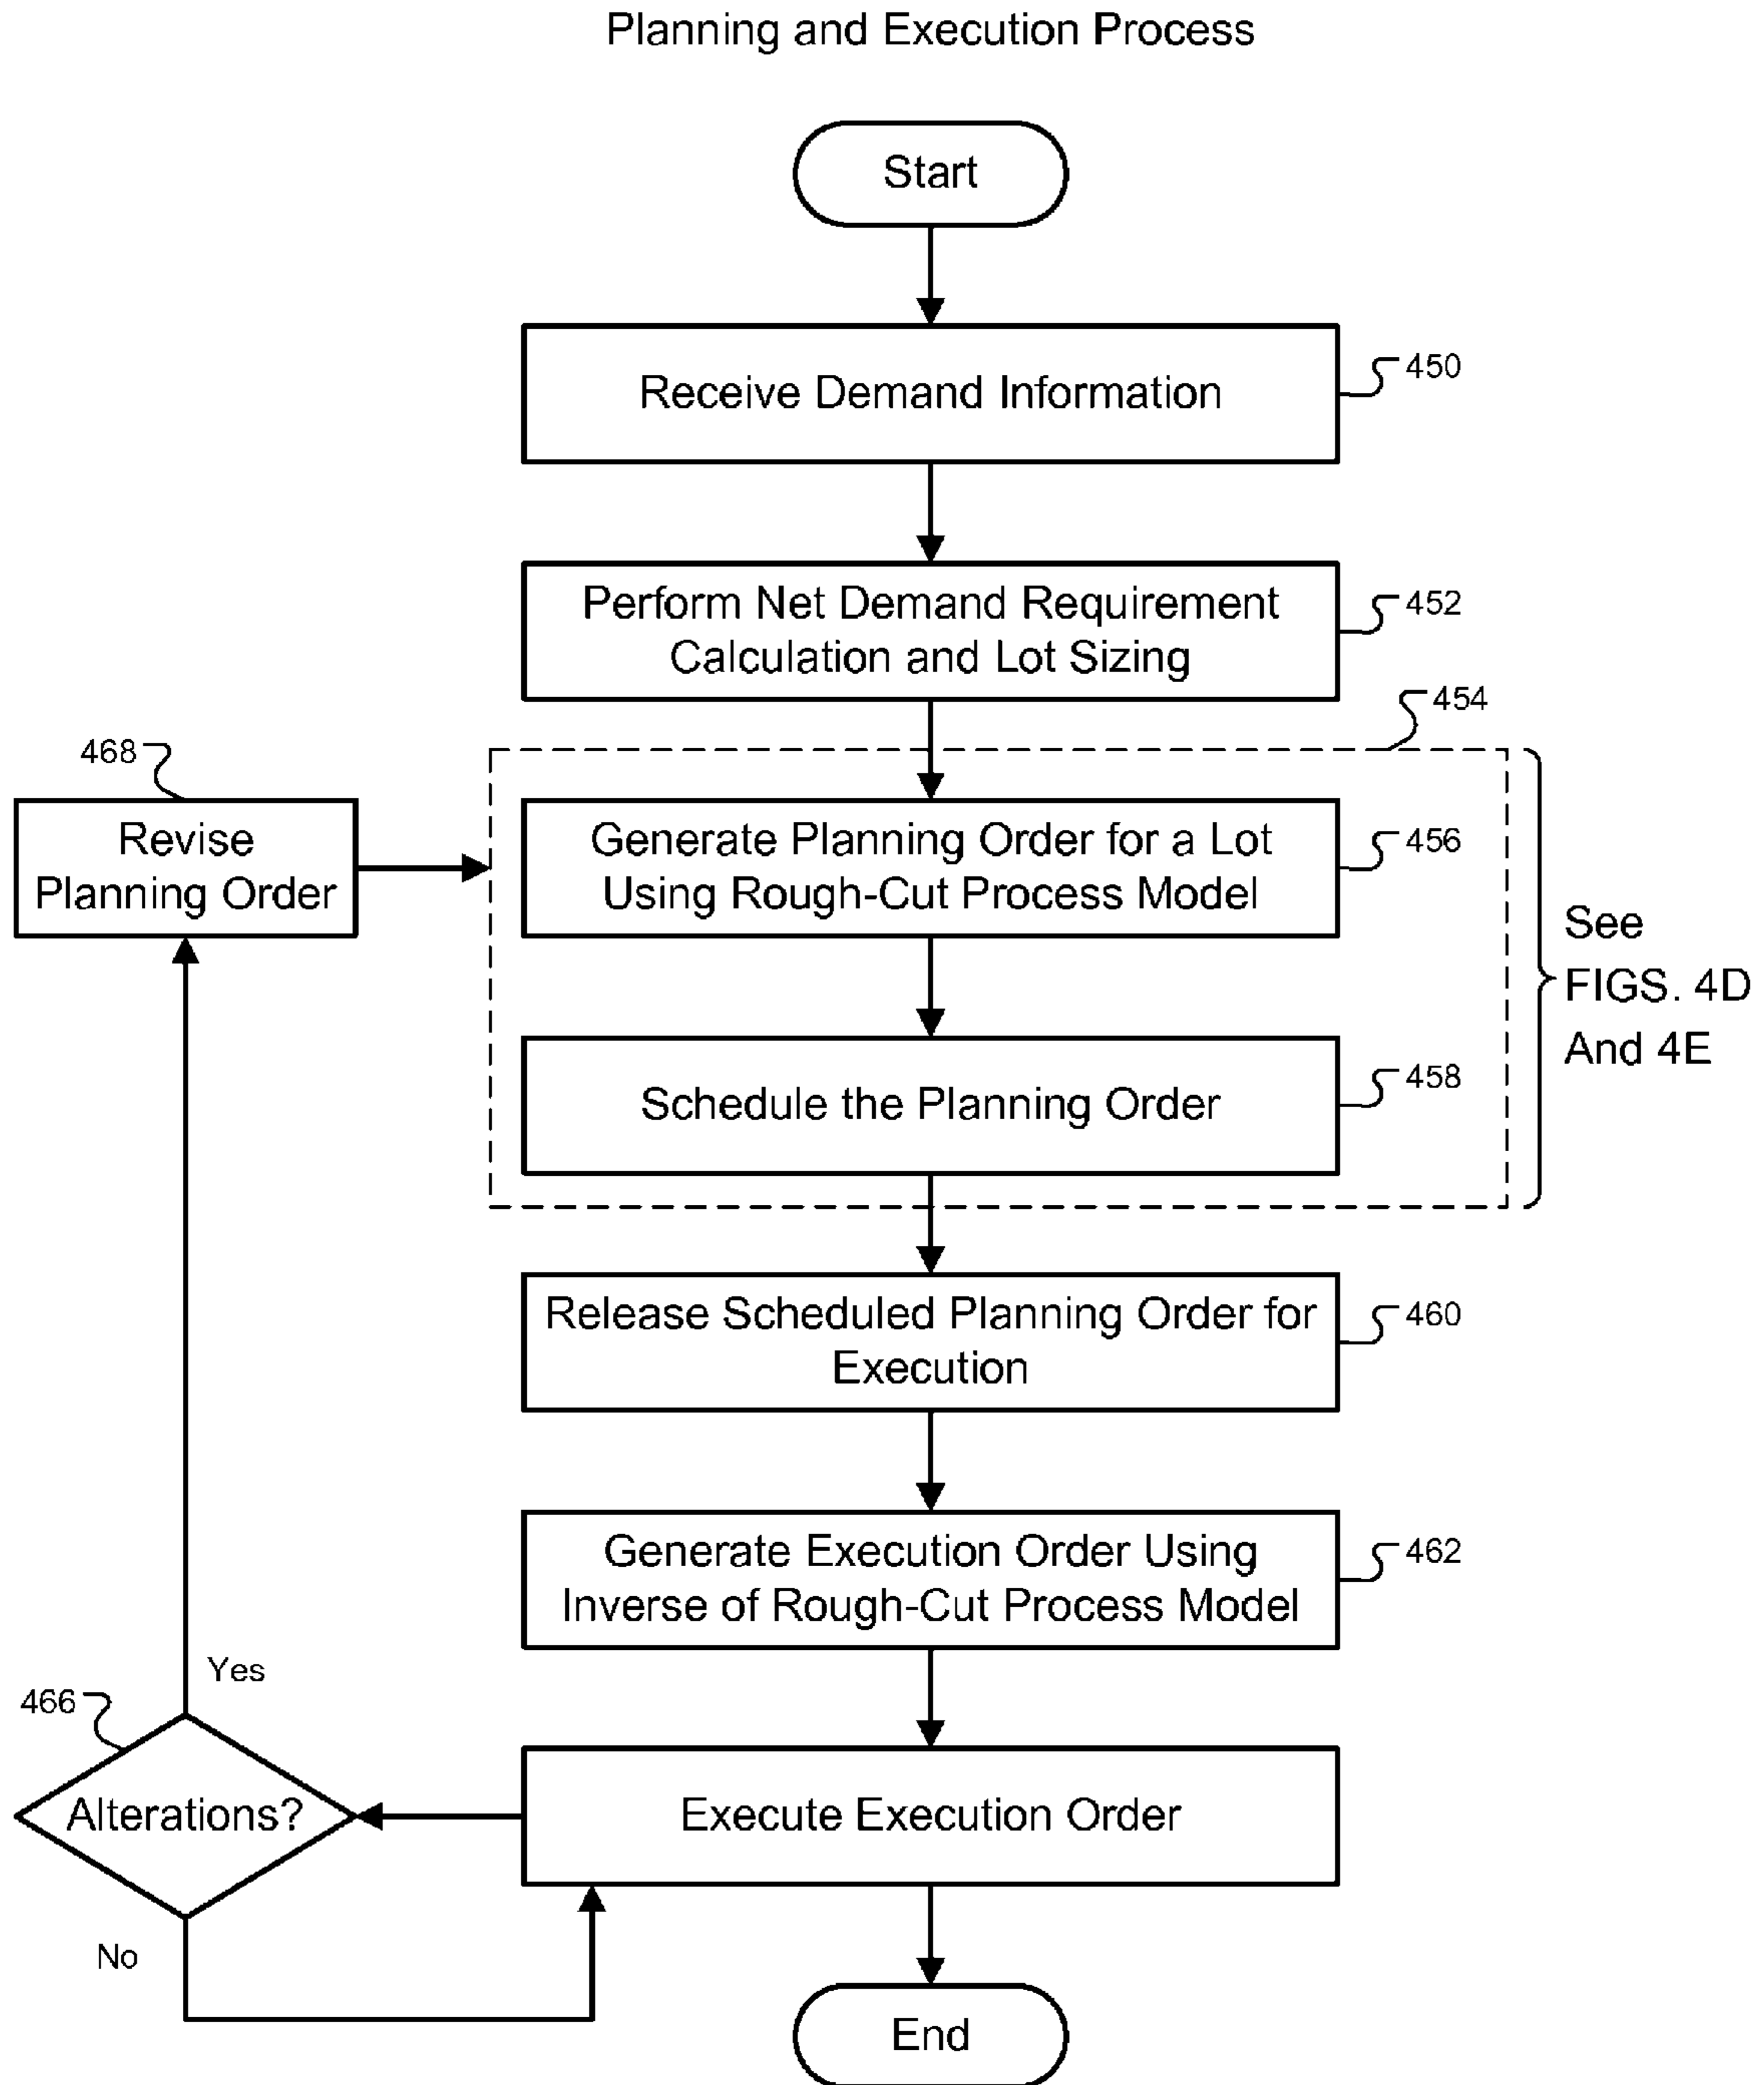 Planning and Execution Process
Start
Receive Demand Information
450
Perform Net Demand Requirement
Calculation and Lot Sizing
452
454
468
Revise
Planning Order
Generate Planning Order for a Lot
Using Rough-Cut Process Model
456
See
FIGS. 4D
And 4E
Schedule the Planning Order
458
Release Scheduled Planning Order for
Execution
460
Generate Execution Order Using
Inverse of Rough-Cut Process Model
462
Yes
466
Alterations?
Execute Execution Order
No
End